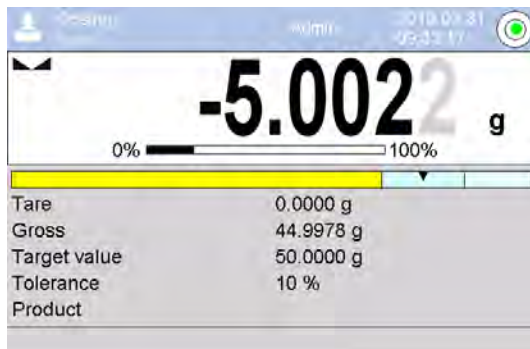 Admin
-5.0022 g
0% 100%
Tare 0.0000 g
Gross 44.9978 g
Target value 50.0000 g
Tolerance 10 %
Product